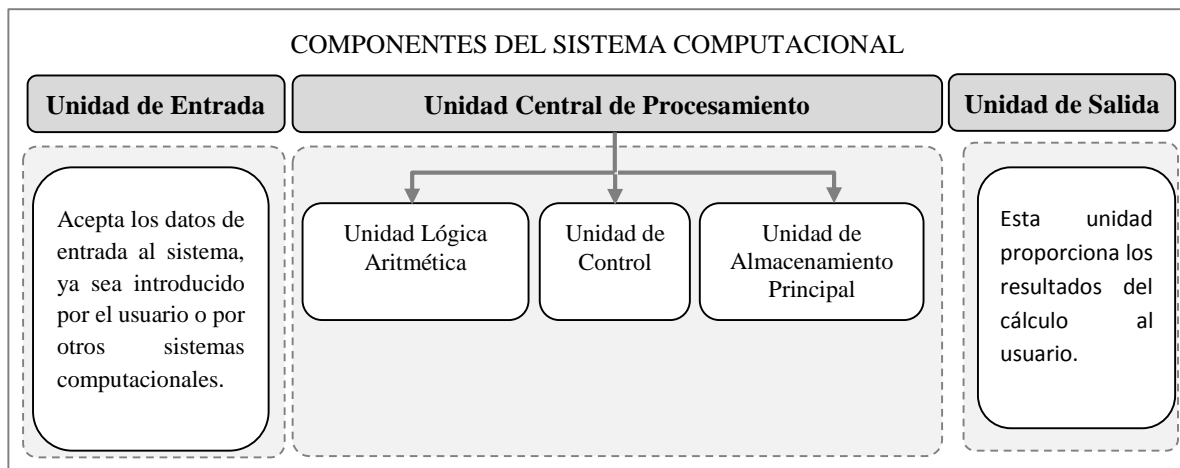 COMPONENTES DEL SISTEMA COMPUTACIONAL
Unidad de Entrada
Acepta los datos de
entrada al sistema,
ya sea introducido
por el usuario o por
otros sistemas
computacionales.
Unidad Central de Procesamiento
Unidad Lógica
Aritmética
Unidad de
Control
Unidad de
Almacenamiento
Principal
Unidad de Salida
Esta unidad
proporciona los
resultados del
cálculo al
usuario.